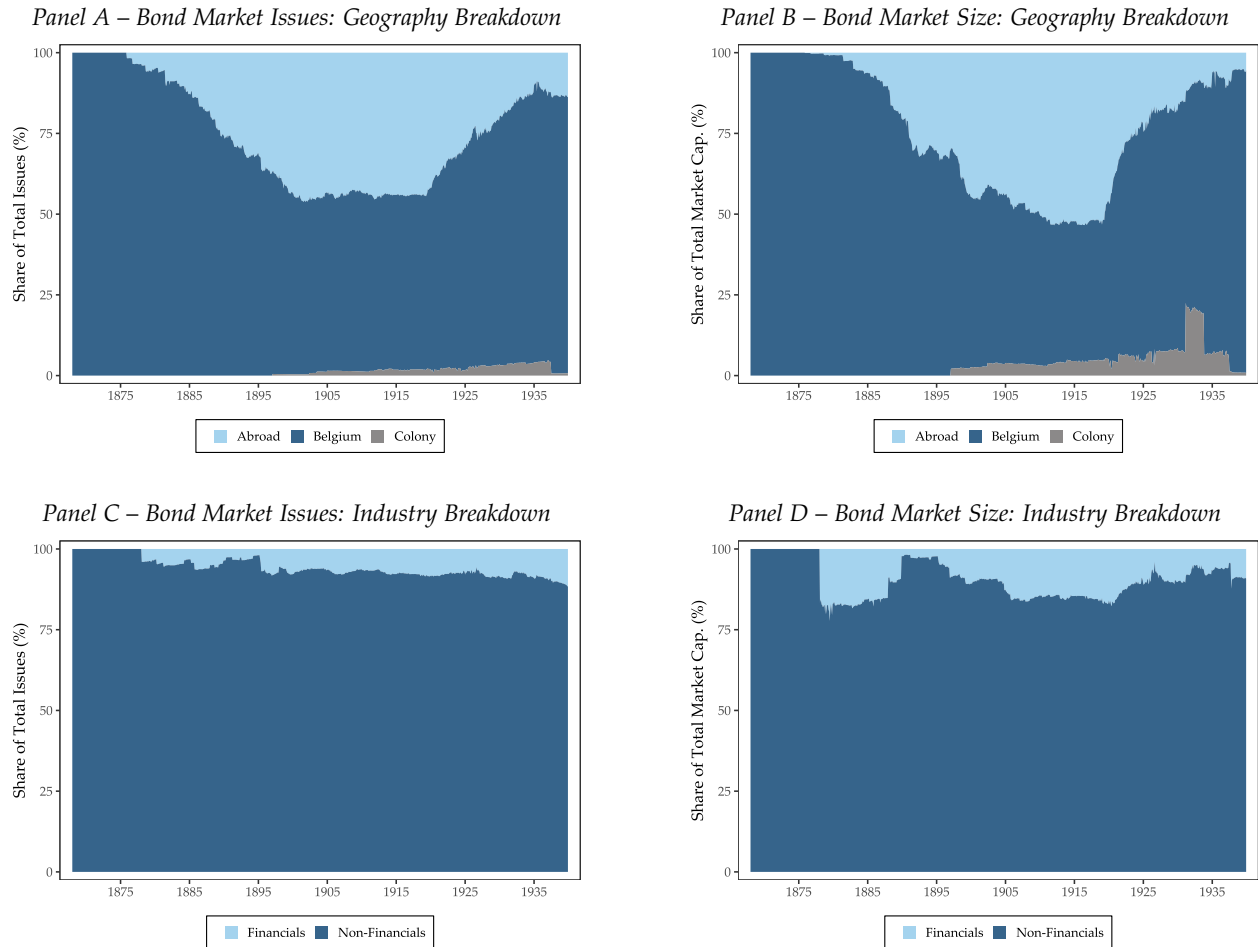 Panel A – Bond Market Issues: Geography Breakdown
Share of Total Issues (%)
100
75
50
25
0
1875 1885 1895 1905 1915 1925 1935
Abroad Belgium Colony
Panel B – Bond Market Size: Geography Breakdown
Share of Total Market Cap. (%)
100
75
50
25
0
1875 1885 1895 1905 1915 1925 1935
Abroad Belgium Colony
Panel C – Bond Market Issues: Industry Breakdown
Share of Total Issues (%)
100
75
50
25
0
1875 1885 1895 1905 1915 1925 1935
Financials Non-Financials
Panel D – Bond Market Size: Industry Breakdown
Share of Total Market Cap. (%)
100
75
50
25
0
1875 1885 1895 1905 1915 1925 1935
Financials Non-Financials